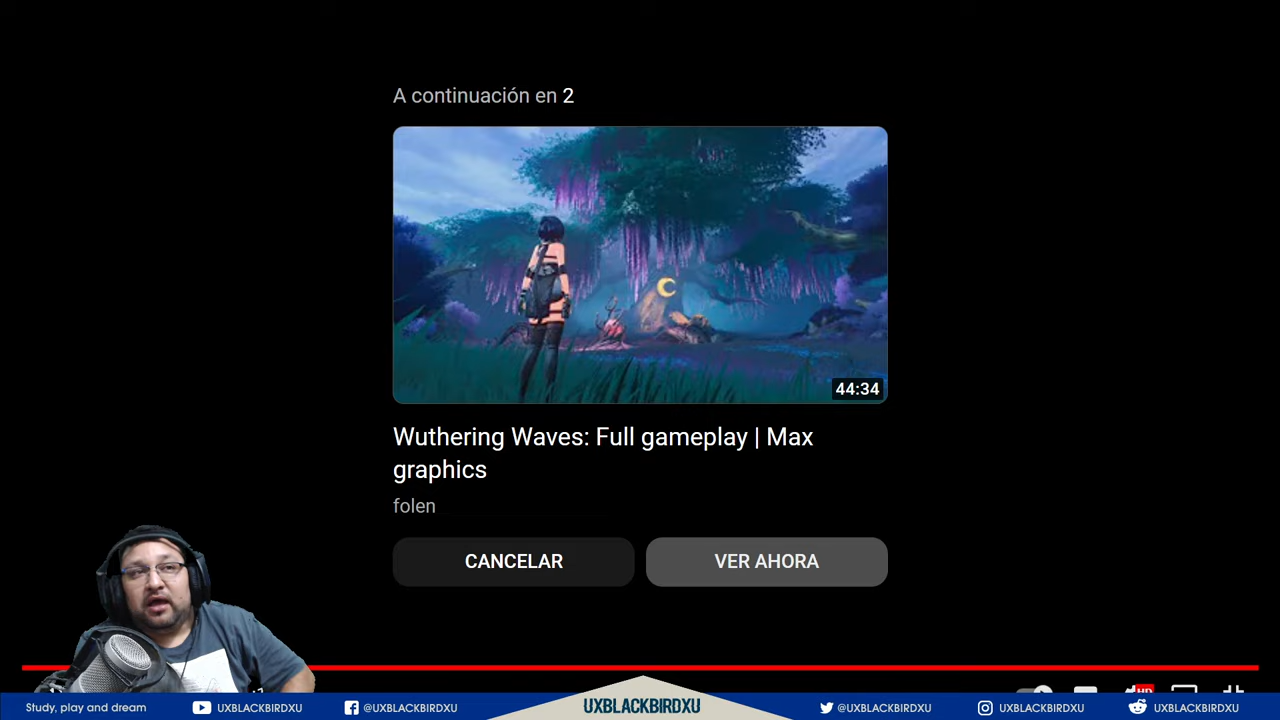 A continuación en 2
44:34
Wuthering Waves: Full gameplay | Max
graphics
folen
CANCELAR
VER AHORA
HD
Study, play and dream
UXBLACKBIRDXU
@UXBLACKBIRDXU
UXBLACKBIRDXU
@UXBLACKBIRDXU
UXBLACKBIRDXU
UXBLACKBIRDXU